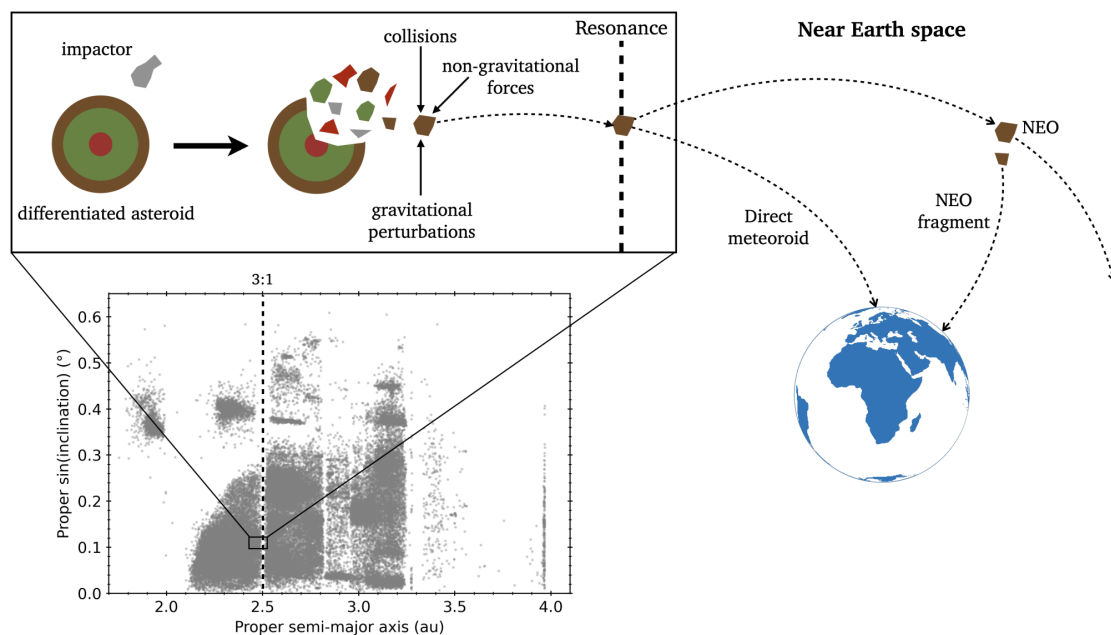 impactor
differentiated asteroid
collisions
non-gravitational
forces
gravitational
perturbations
Resonance
Near Earth space
NEO
Direct
meteoroid
NEO
fragment
3:1
Proper sin(inclination) (°)
0.6
0.5
0.4
0.3
0.2
0.1
0.0
2.0
2.5
3.0
3.5
4.0
Proper semi-major axis (au)